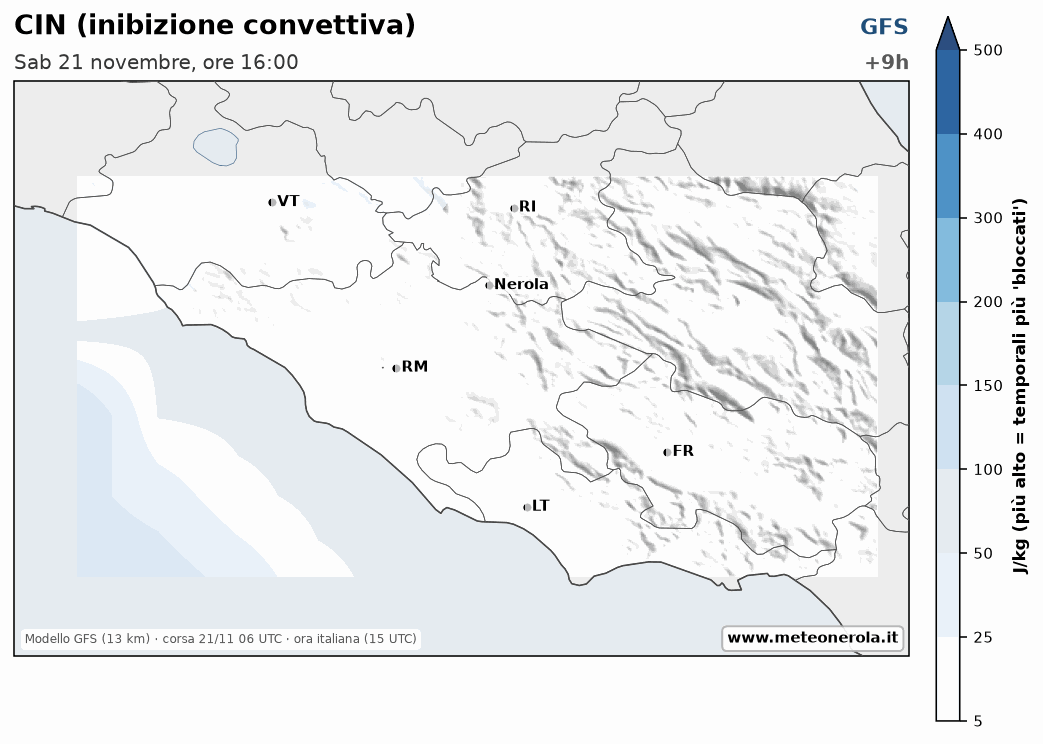 CIN (inibizione convettiva)
GFS
Sab 21 novembre, ore 16:00
+9h
VT
RI
Nerola
RM
FR
LT
Modello GFS (13 km) · corsa 21/11 06 UTC · ora italiana (15 UTC)
www.meteonerola.it
500
400
300
200
150
100
50
25
5
J/kg (più alto = temporali più 'bloccati')